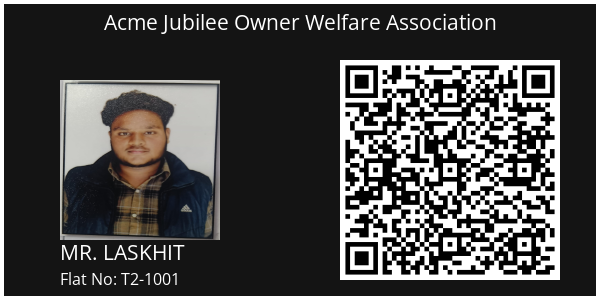 Acme Jubilee Owner Welfare Association
MR. LASKHIT
Flat No: T2-1001